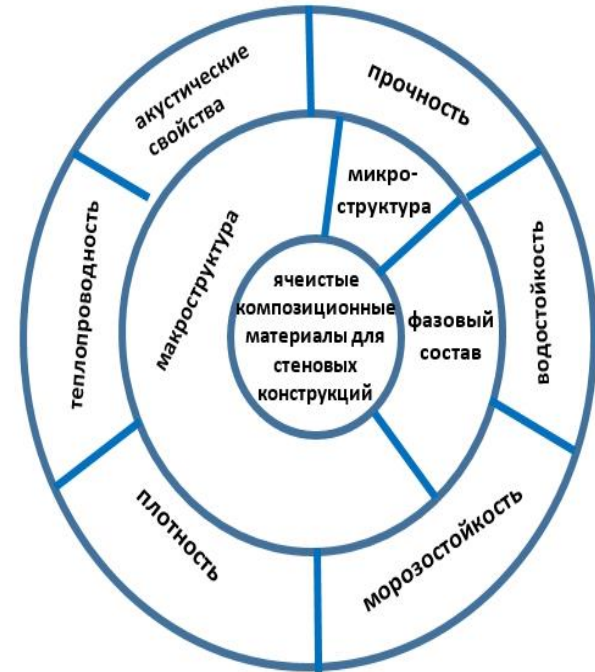 акустические
свойства
прочность
микро-
структура
макроструктура
теплопроводность
ячеистые
композиционные
материалы для
стеновых
конструкций
фазовый
состав
водостойкость
плотность
морозостойкость